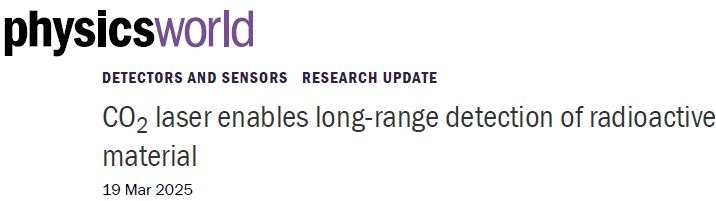 physicsworld
DETECTORS AND SENSORS RESEARCH UPDATE
CO₂ laser enables long-range detection of radioactive
material
19 Mar 2025